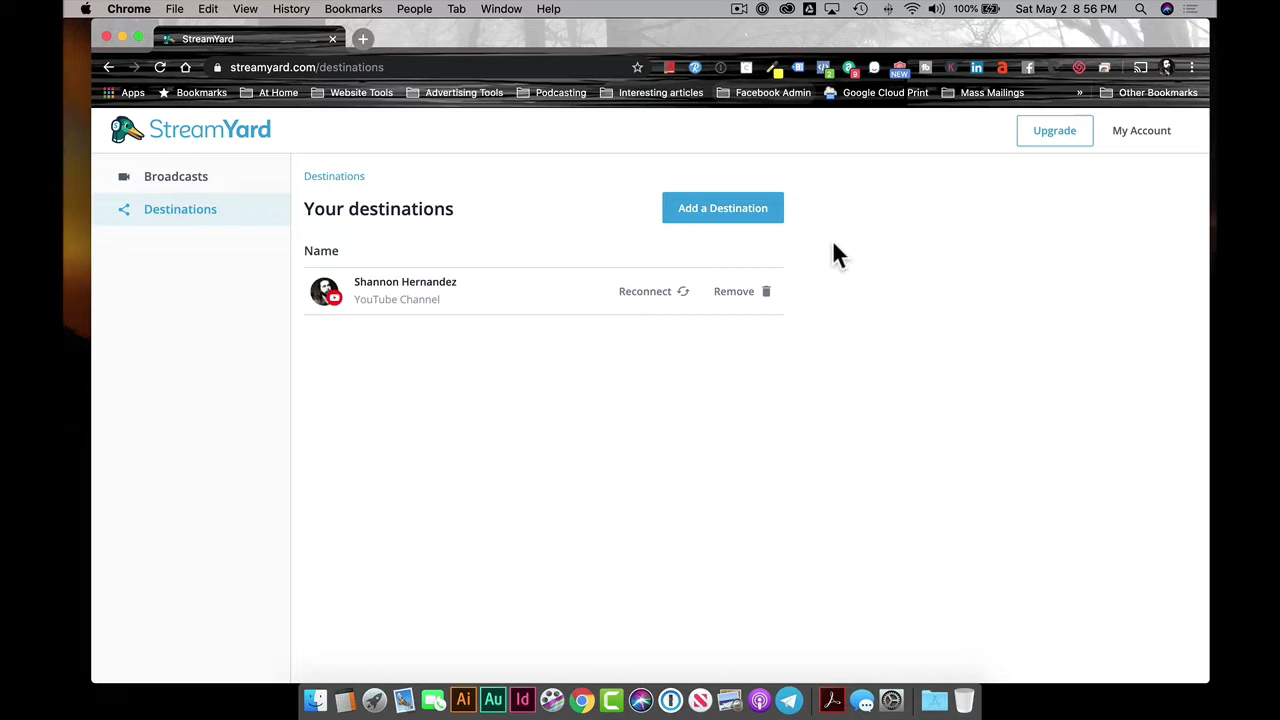 Chrome File Edit View History Bookmarks People Tab Window Help 100% Sat May 2 8:56 PM
StreamYard
streamyard.com/destinations
Apps Bookmarks At Home Website Tools Advertising Tools Podcasting Interesting articles Facebook Admin Google Cloud Print Mass Mailings » Other Bookmarks
StreamYard Upgrade My Account
Broadcasts
Destinations
Destinations
Your destinations Add a Destination
Name
Shannon Hernandez
YouTube Channel
Reconnect Remove
Ai Au Id